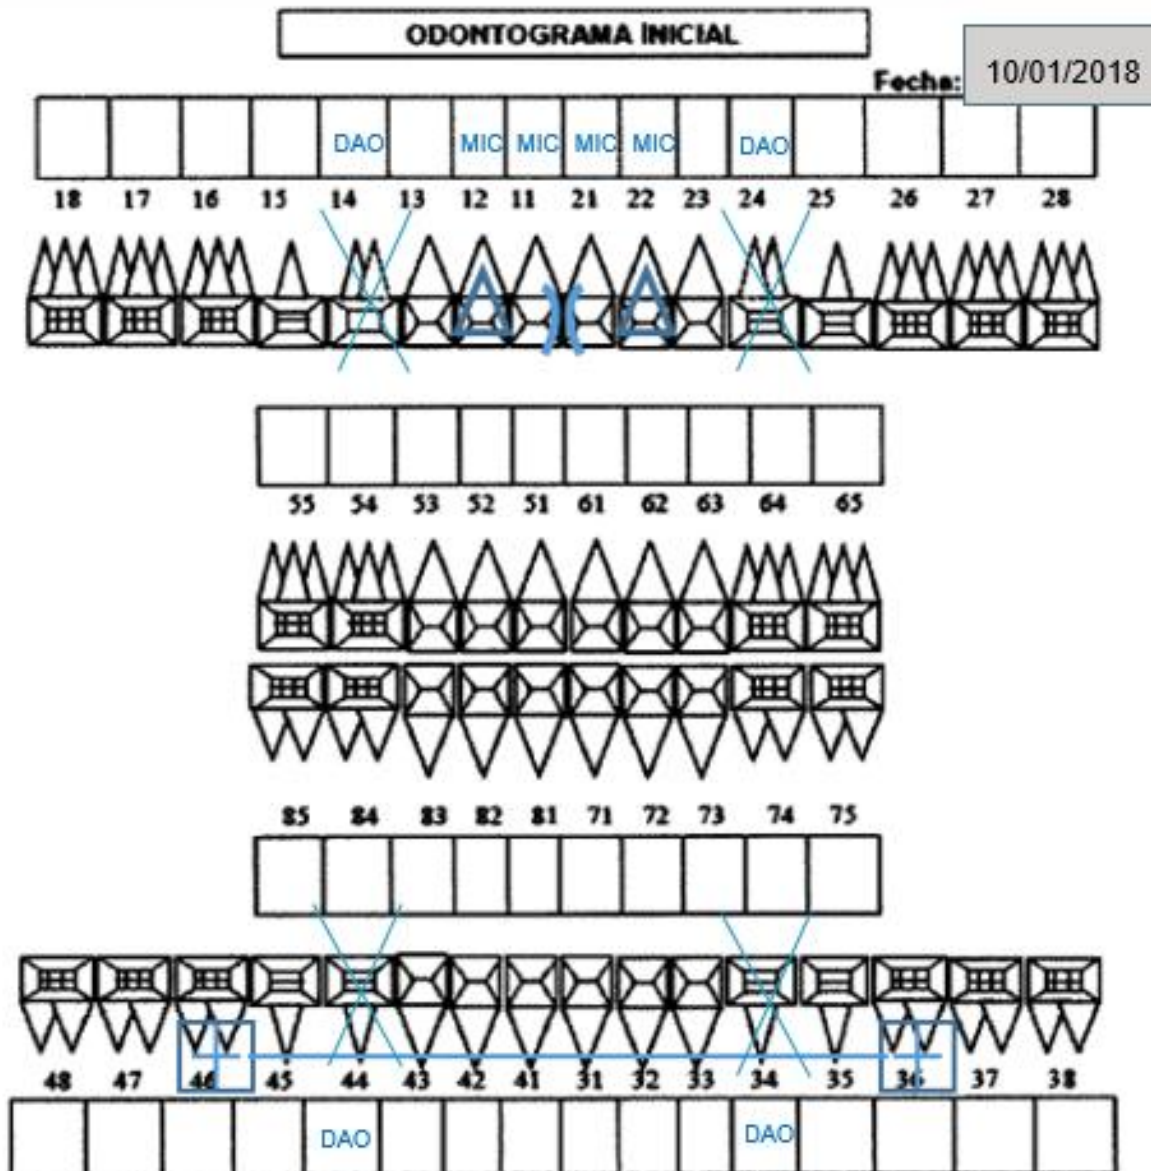 ODONTOGRAMA INICIAL
Fecha: 10/01/2018
DAO MIC MIC MIC MIC DAO
18 17 16 15 14 13 12 11 21 22 23 24 25 26 27 28
55 54 53 52 51 61 62 63 64 65
85 84 83 82 81 71 72 73 74 75
48 47 46 45 44 43 42 41 31 32 33 34 35 36 37 38
DAO DAO